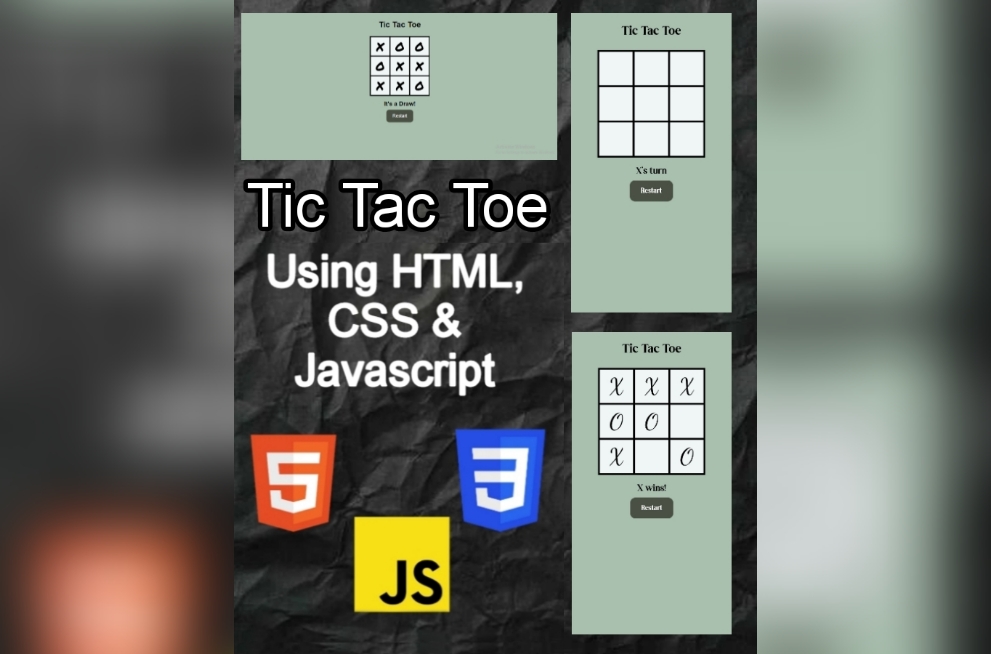 Tic Tac Toe
X O O
O X X
X X O
It's a Draw!
Restart
Tic Tac Toe
Using HTML,
CSS &
Javascript
5
3
JS
Tic Tac Toe
X's turn
Restart
Tic Tac Toe
X X X
O O
X O
X wins!
Restart